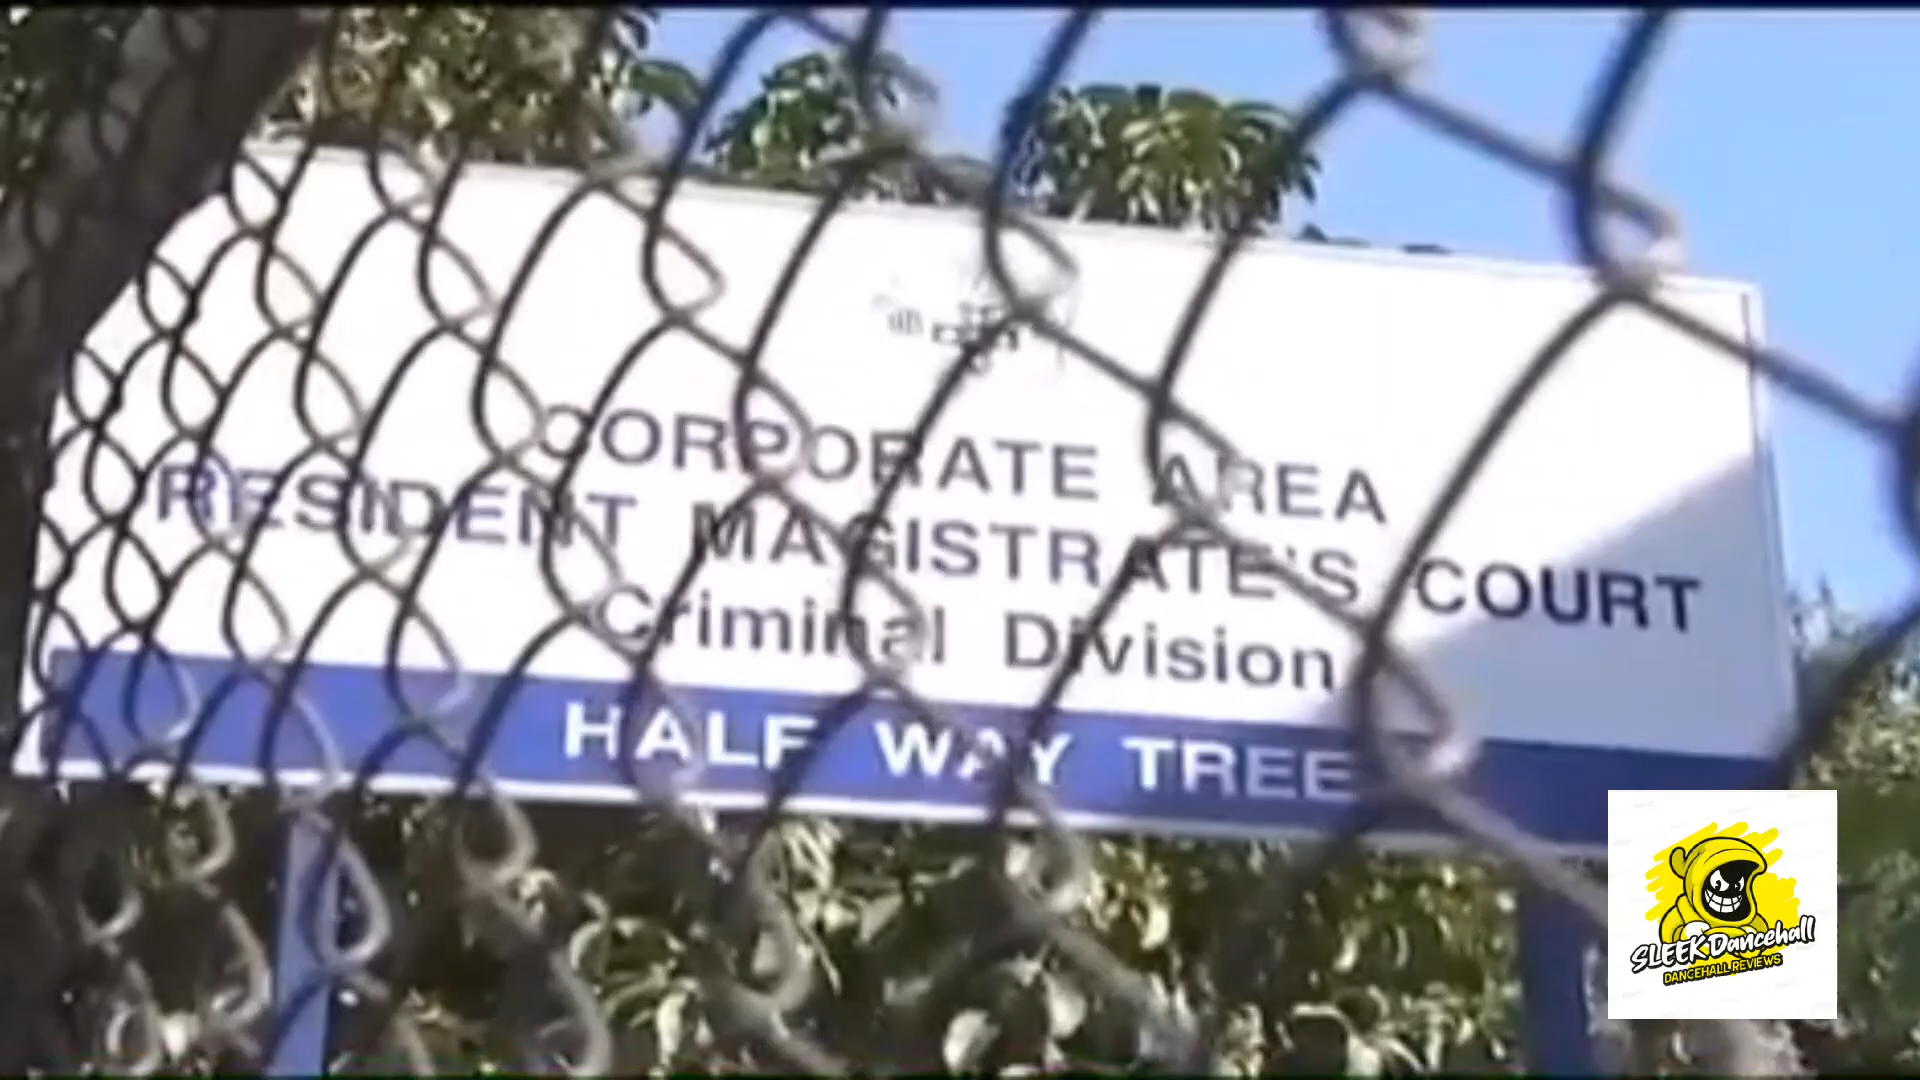 CORPORATE AREA
RESIDENT MAGISTRATE'S COURT
Criminal Division
HALF WAY TREE
SLEEK Dancehall
DANCEHALL REVIEWS